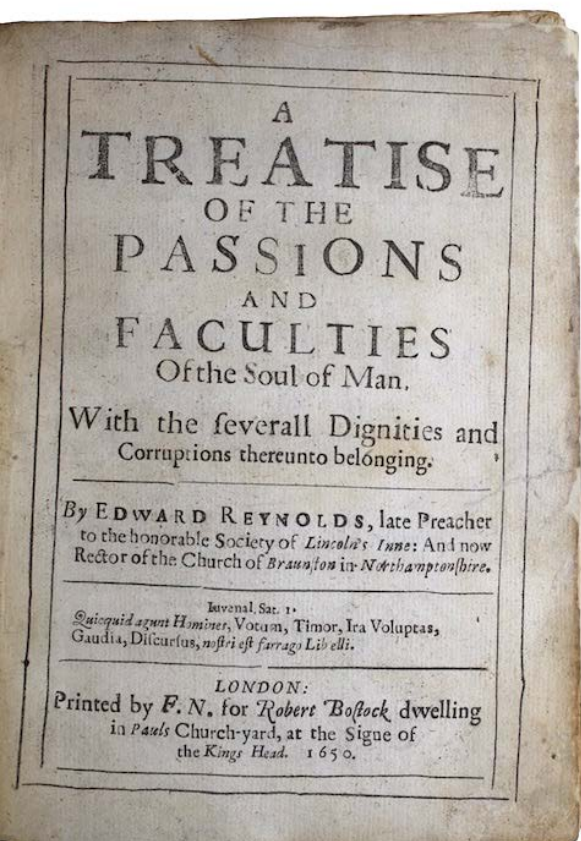 A
TREATISE
OF THE
PASSIONS
AND
FACULTIES
Of the Soul of Man.
With the ſeverall Dignities and
Corruptions thereunto belonging.
By EDWARD REYNOLDS, late Preacher
to the honorable Society of Lincoln's Inne: And now
Rector of the Church of Braunſton in Northamptonſhire.
Iuvenal. Sat. 1.
Quicquid agunt Homines, Votum, Timor, Ira Voluptas,
Gaudia, Diſcurſus, noſtri eſt farrago Libelli.
LONDON:
Printed by F. N. for Robert Boſtock dwelling
in Pauls Church-yard, at the Signe of
the Kings Head. 1650.